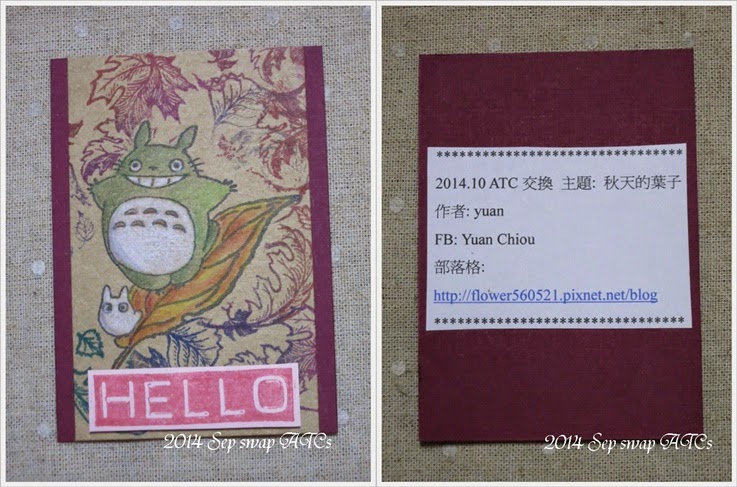 HELLO
2014 Sep swap ATCs
************************************
2014.10 ATC 交換 主題: 秋天的葉子
作者: yuan
FB: Yuan Chiou
部落格:
http://flower560521.pixnet.net/blog
************************************
2014 Sep swap ATCs